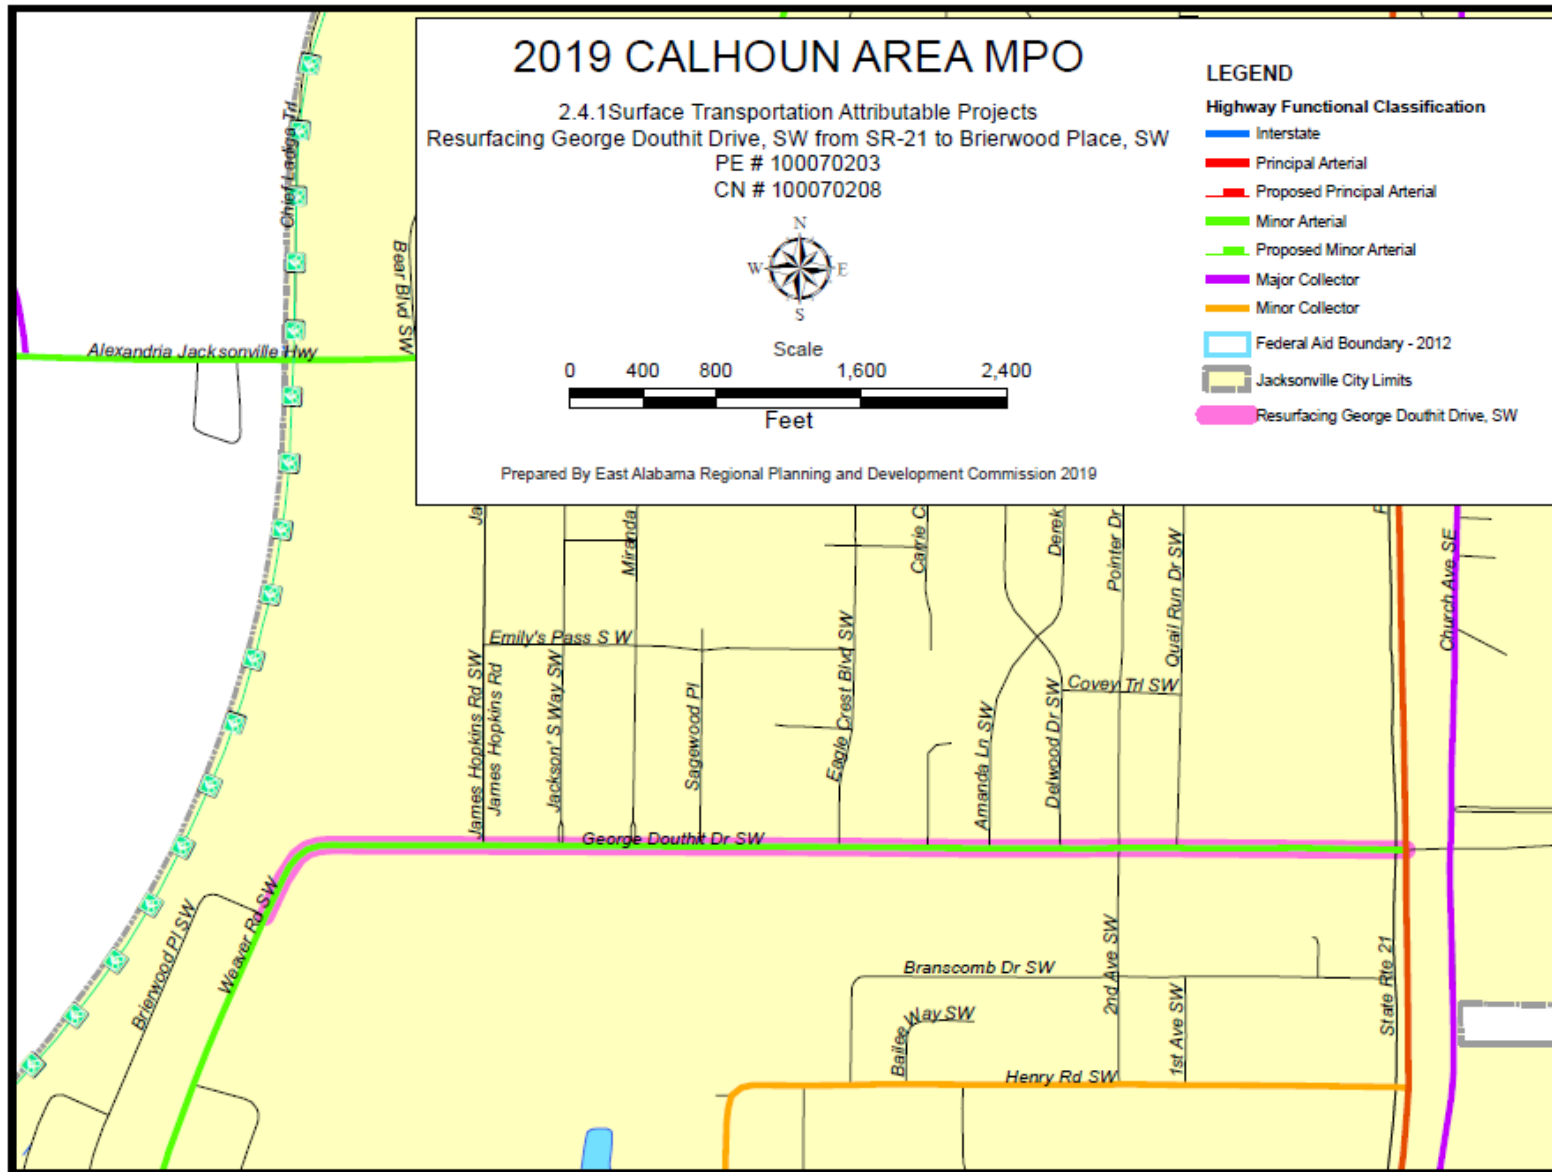 2019 CALHOUN AREA MPO
2.4.1Surface Transportation Attributable Projects
Resurfacing George Douthit Drive, SW from SR-21 to Brierwood Place, SW
PE # 100070203
CN # 100070208
N
W
E
S
Scale
0 400 800 1,600 2,400
Feet
Prepared By East Alabama Regional Planning and Development Commission 2019
LEGEND
Highway Functional Classification
Interstate
Principal Arterial
Proposed Principal Arterial
Minor Arterial
Proposed Minor Arterial
Major Collector
Minor Collector
Federal Aid Boundary - 2012
Jacksonville City Limits
Resurfacing George Douthit Drive, SW
Chief Ladiga Trl
Bear Blvd SW
Alexandria Jacksonville Hwy
Ja
Miranda
Carrie C
Derek
Pointer Dr
Quail Run Dr SW
Church Ave SE
Emily's Pass S W
James Hopkins Rd SW
James Hopkins Rd
Jackson' S Way SW
Sagewood Pl
Eagle Crest Blvd SW
Amanda Ln SW
Delwood Dr SW
Covey Trl SW
George Douthit Dr SW
Weaver Rd SW
Brierwood Pl SW
Branscomb Dr SW
2nd Ave SW
Bailee Way SW
1st Ave SW
State Rte 21
Henry Rd SW